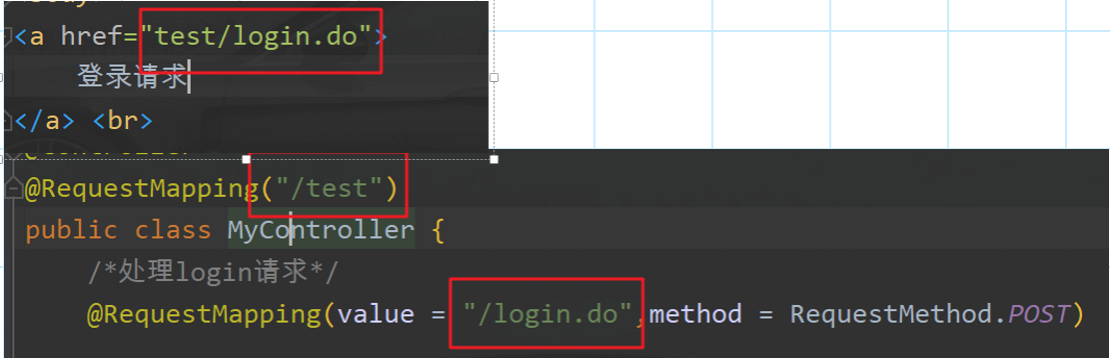 <a href="test/login.do">
登录请求
</a> <br>
@RequestMapping("/test")
public class MyController {
/*处理login请求*/
@RequestMapping(value = "/login.do",method = RequestMethod.POST)